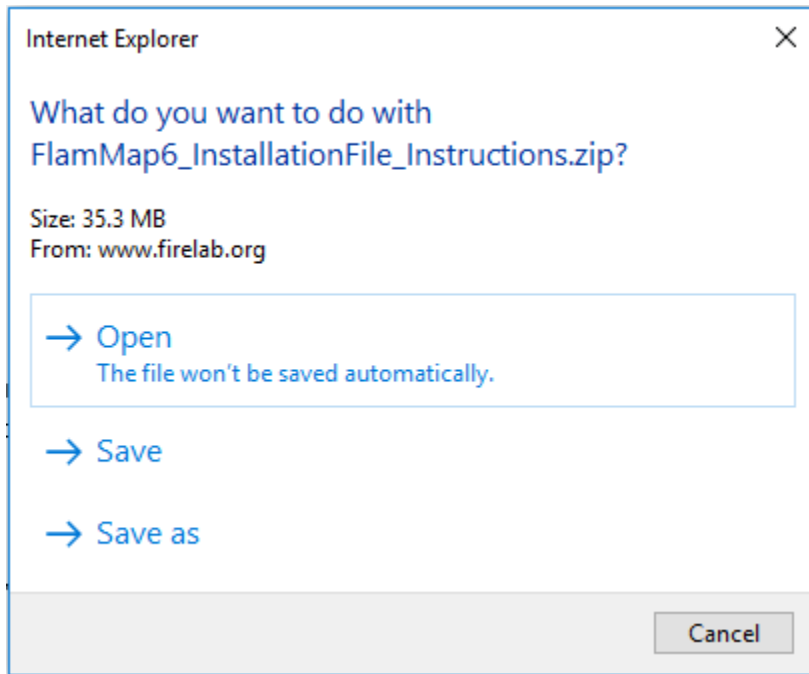 Internet Explorer
What do you want to do with
FlamMap6_InstallationFile_Instructions.zip?
Size: 35.3 MB
From: www.firelab.org
Open
The file won't be saved automatically.
Save
Save as
Cancel